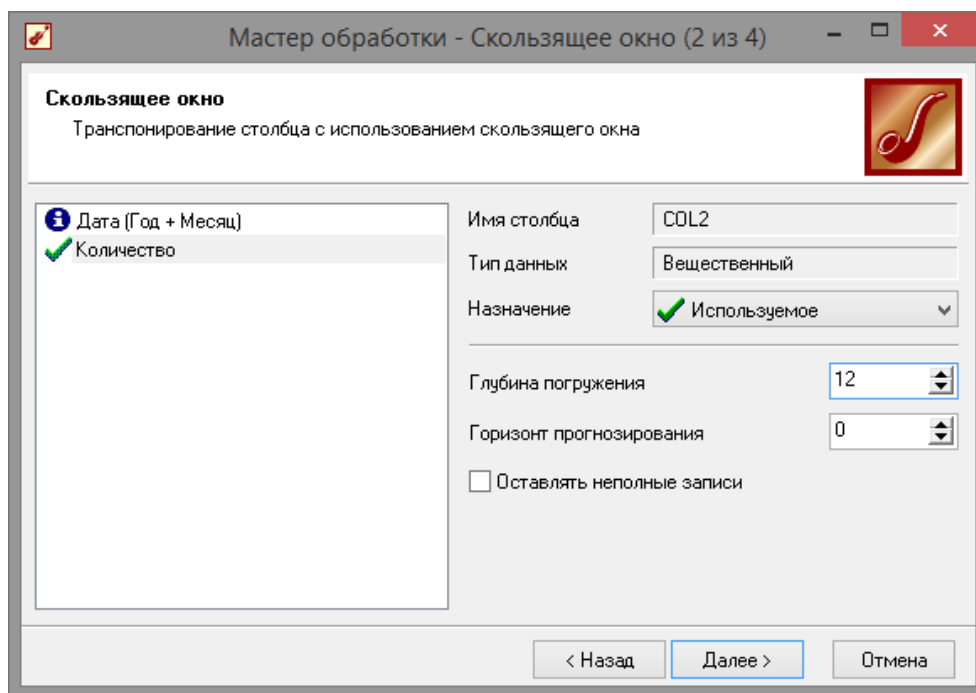 Мастер обработки - Скользящее окно (2 из 4)
Скользящее окно
Транспонирование столбца с использованием скользящего окна
Дата (Год + Месяц)
Количество
Имя столбца COL2
Тип данных Вещественный
Назначение Используемое
Глубина погружения 12
Горизонт прогнозирования 0
Оставлять неполные записи
< Назад Далее > Отмена